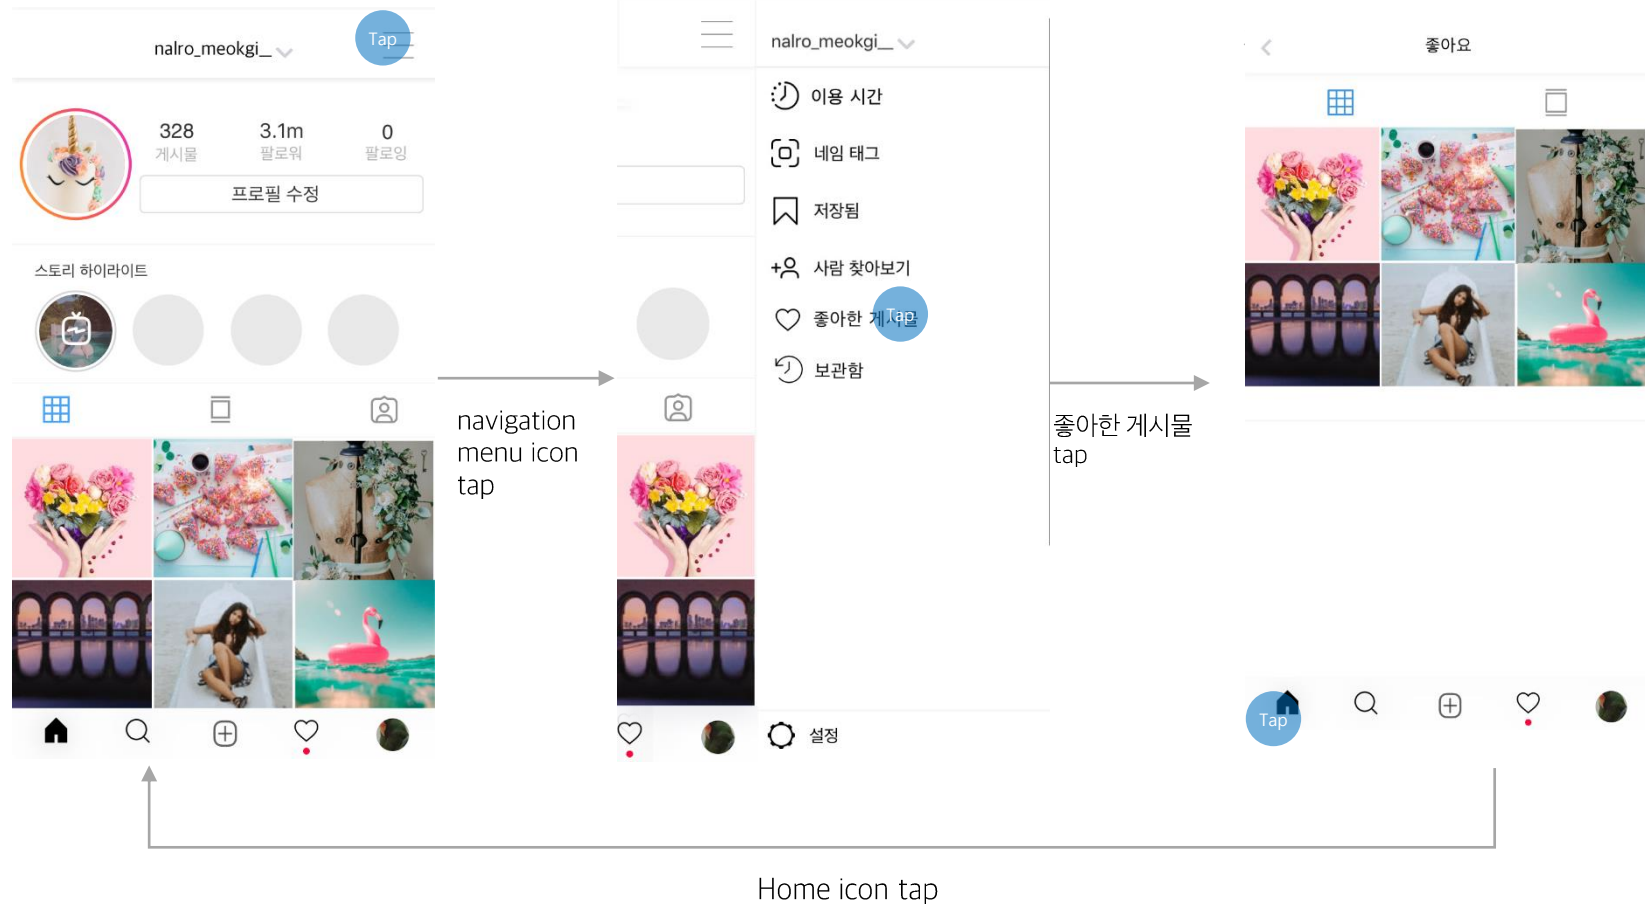 nalro_meokgi__
Tap
328
3.1m
0
게시물
팔로워
팔로잉
프로필 수정
스토리 하이라이트
navigation
menu icon
tap
nalro_meokgi__
이용 시간
네임 태그
저장됨
사람 찾아보기
좋아한 게시물
Tap
보관함
설정
좋아한 게시물
tap
좋아요
Tap
Home icon tap